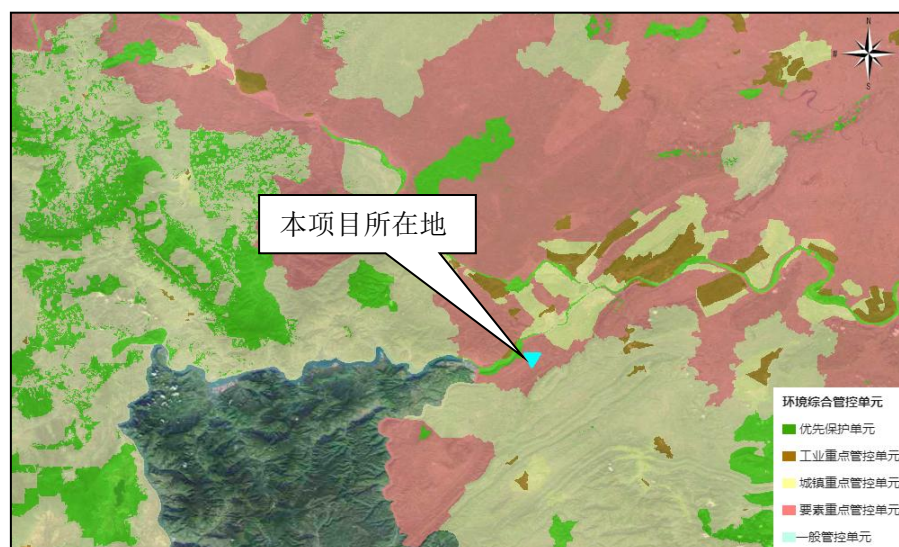 N
S
本项目所在地
环境综合管控单元
优先保护单元
工业重点管控单元
城镇重点管控单元
要素重点管控单元
一般管控单元